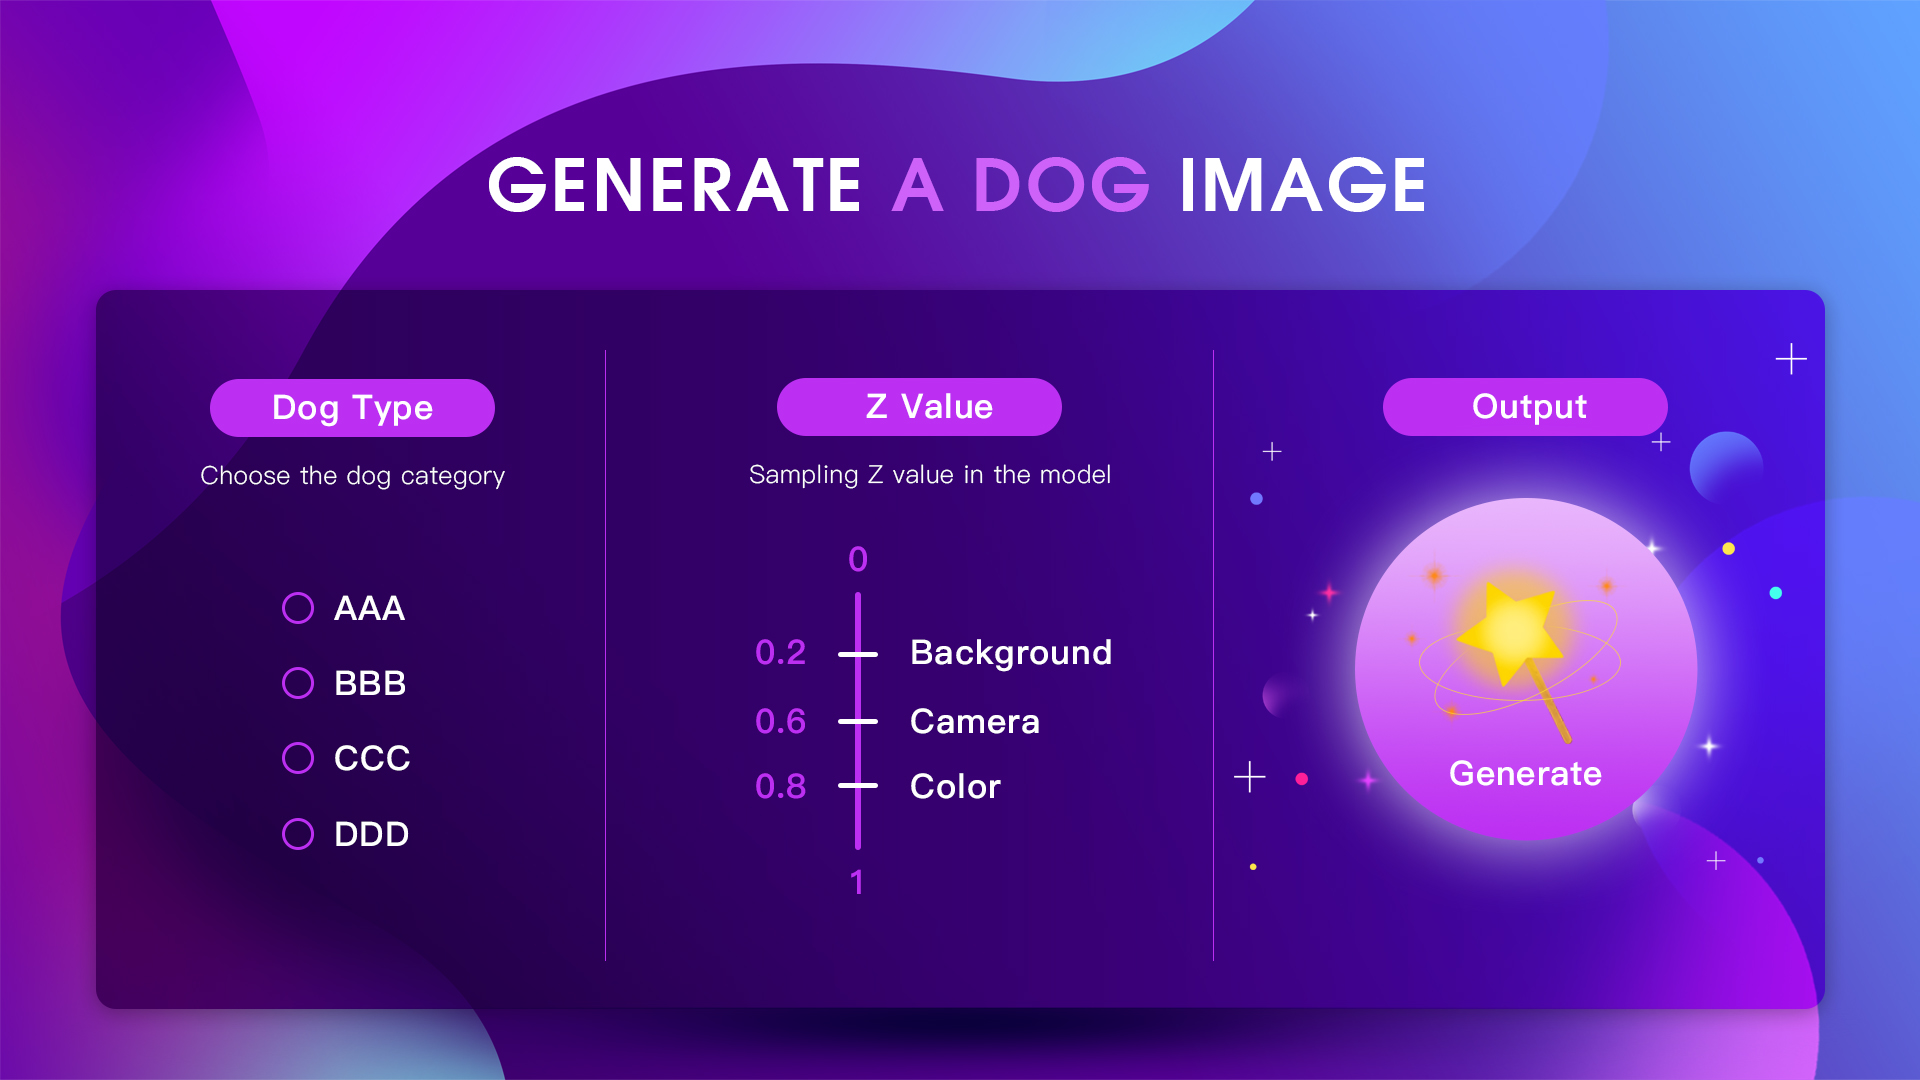 GENERATE A DOG IMAGE
Dog Type
Choose the dog category
AAA
BBB
CCC
DDD
Z Value
Sampling Z value in the model
0
0.2 Background
0.6 Camera
0.8 Color
1
Output
Generate